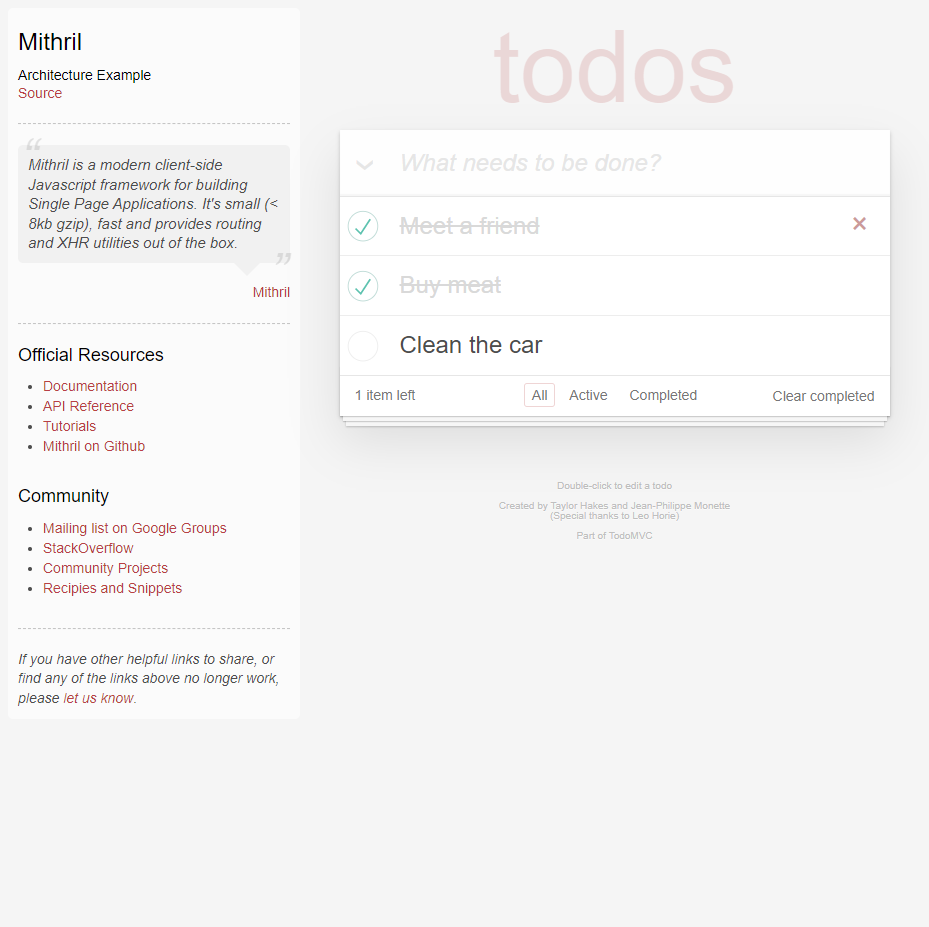 Mithril
Architecture Example
Source
“
Mithril is a modern client-side
Javascript framework for building
Single Page Applications. It's small (<
8kb gzip), fast and provides routing
and XHR utilities out of the box.
”
Mithril
Official Resources
Documentation
API Reference
Tutorials
Mithril on Github
Community
Mailing list on Google Groups
StackOverflow
Community Projects
Recipies and Snippets
If you have other helpful links to share, or
find any of the links above no longer work,
please let us know.
todos
What needs to be done?
Meet a friend ×
Buy meat
Clean the car
1 item left All Active Completed Clear completed
Double-click to edit a todo
Created by Taylor Hakes and Jean-Philippe Monette
(Special thanks to Leo Horie)
Part of TodoMVC